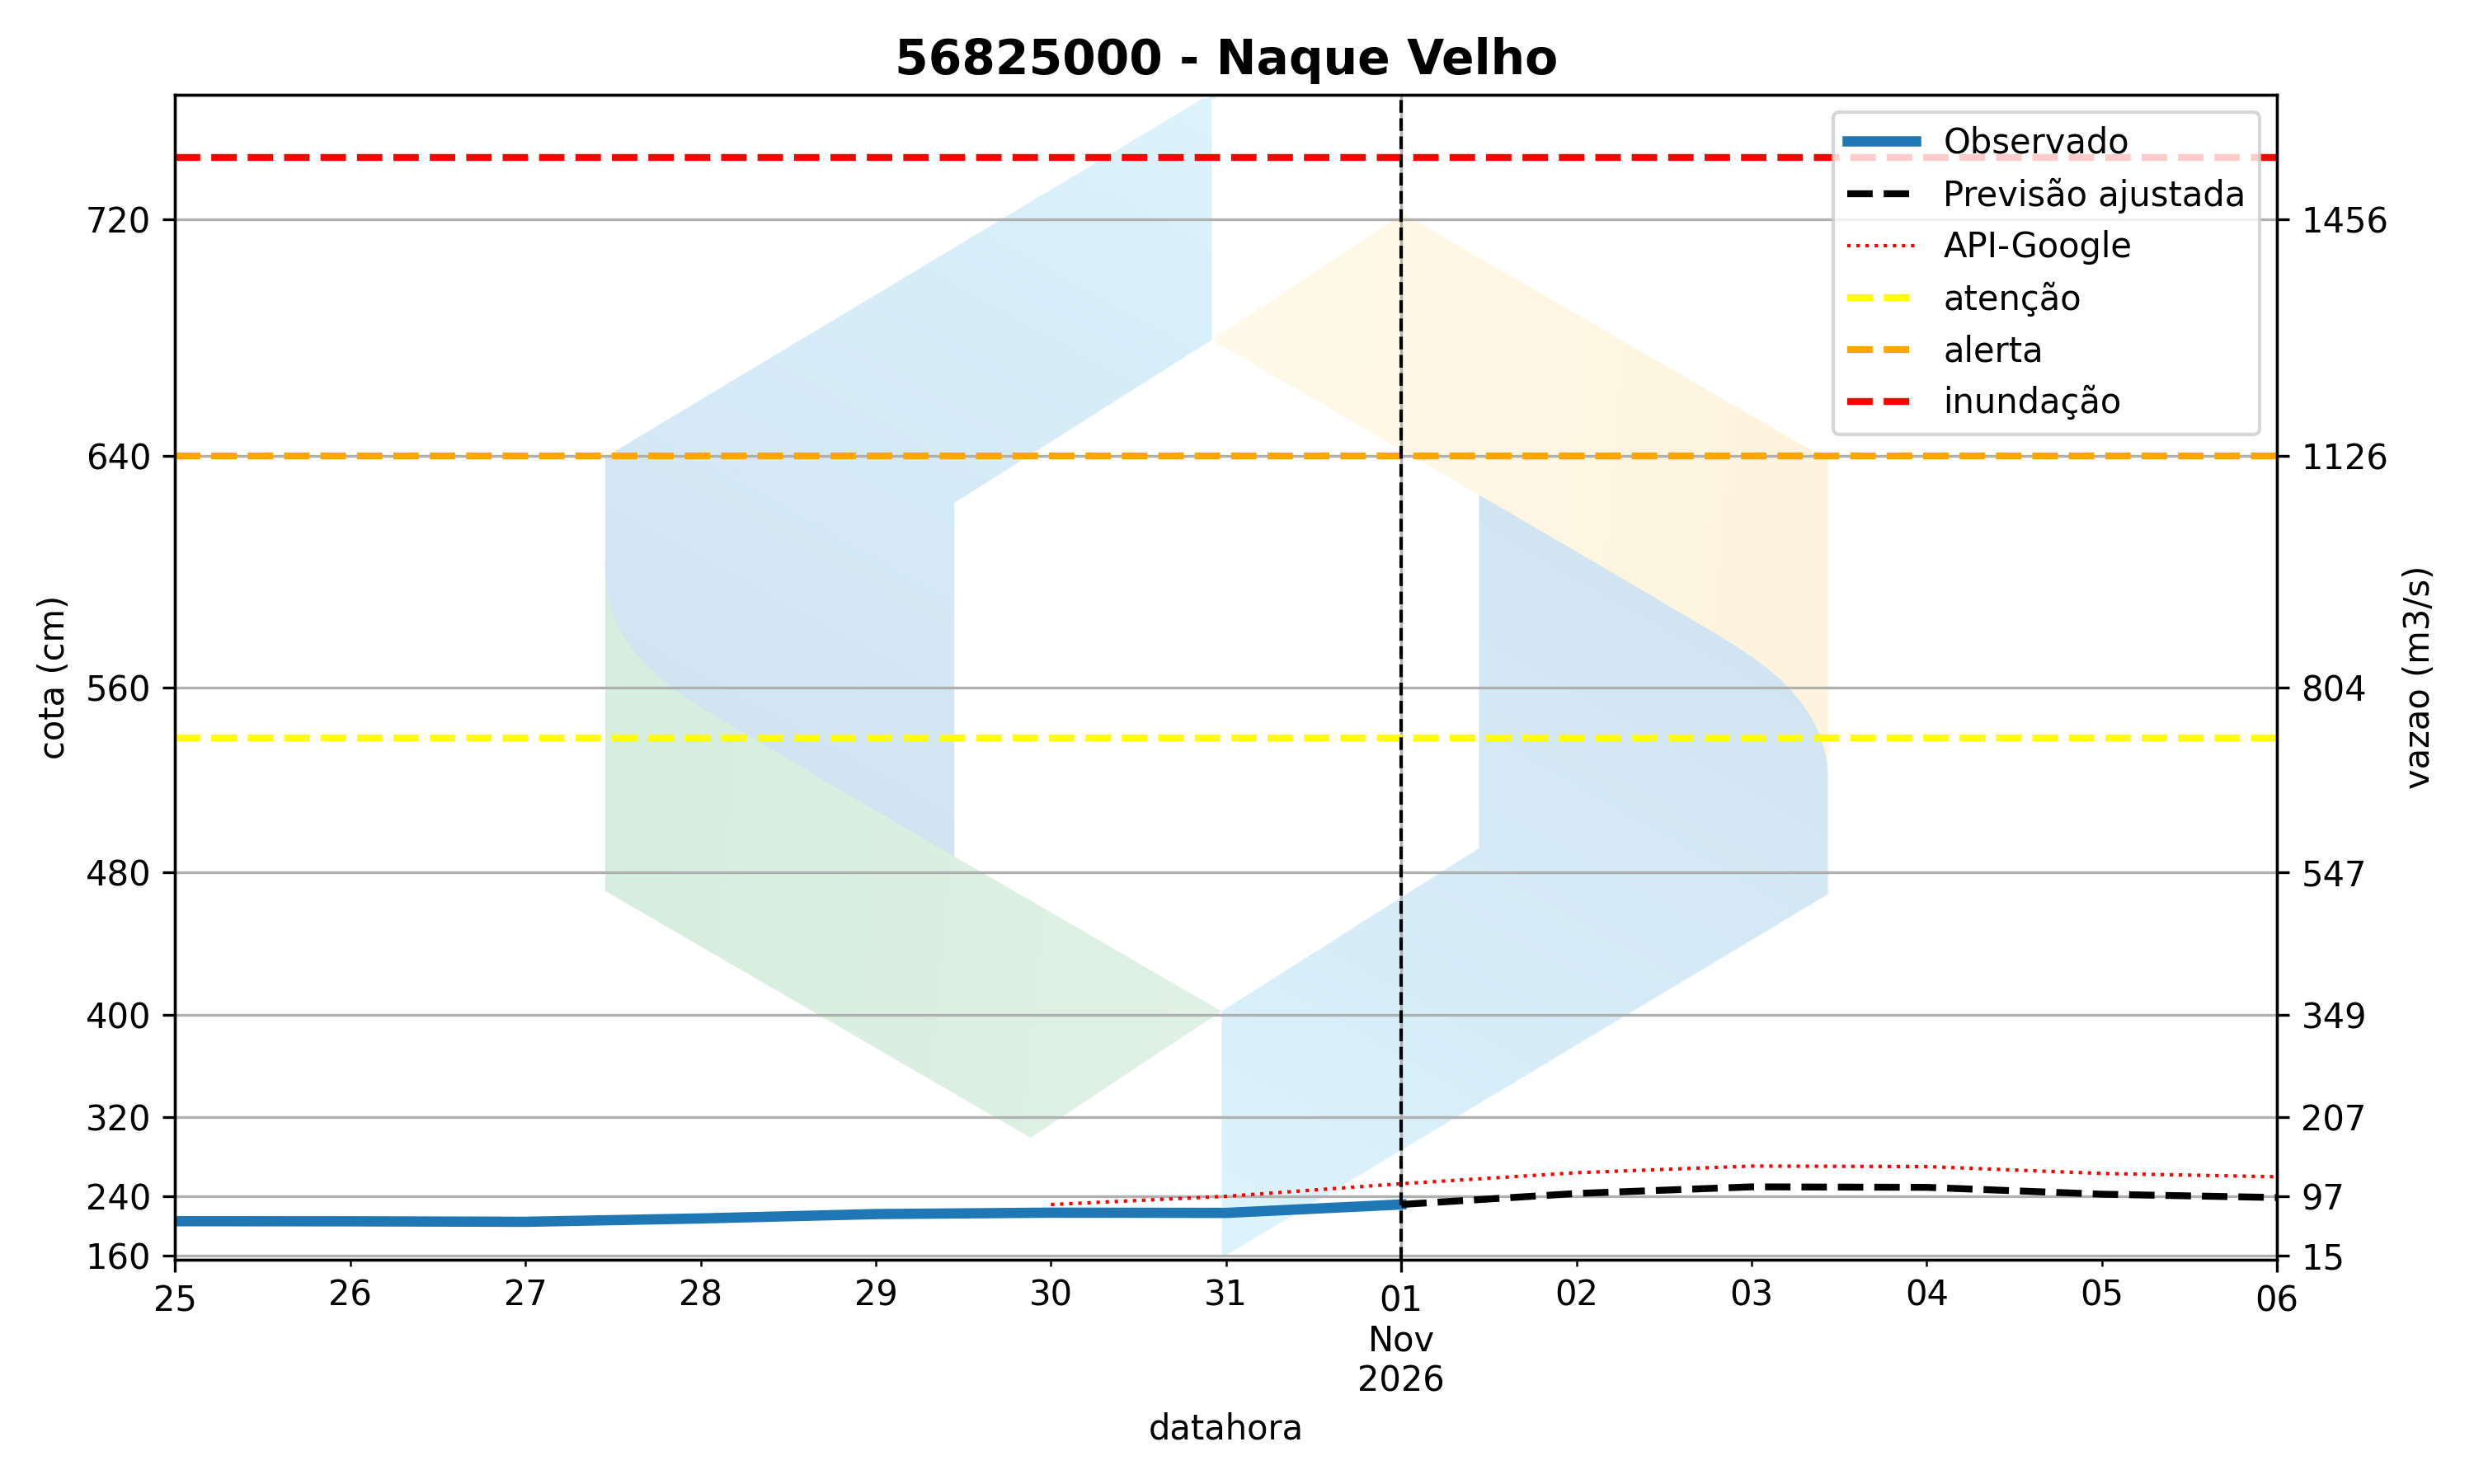 56825000 - Naque Velho
Observado
Previsão ajustada
API-Google
atenção
alerta
inundação
cota (cm)
720
640
560
480
400
320
240
160
1456
1126
804
547
349
207
97
15
vazao (m3/s)
25 26 27 28 29 30 31 01 02 03 04 05 06
Nov
2026
datahora